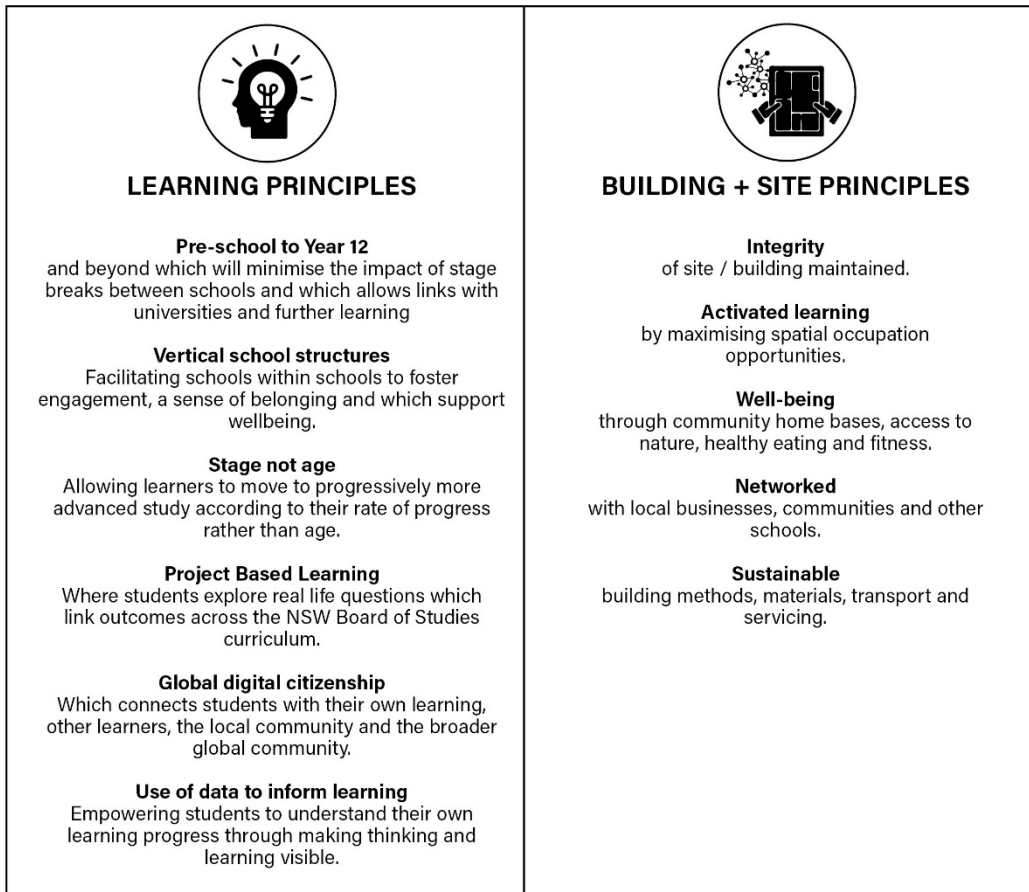 LEARNING PRINCIPLES
Pre-school to Year 12
and beyond which will minimise the impact of stage
breaks between schools and which allows links with
universities and further learning
Vertical school structures
Facilitating schools within schools to foster
engagement, a sense of belonging and which support
wellbeing.
Stage not age
Allowing learners to move to progressively more
advanced study according to their rate of progress
rather than age.
Project Based Learning
Where students explore real life questions which
link outcomes across the NSW Board of Studies
curriculum.
Global digital citizenship
Which connects students with their own learning,
other learners, the local community and the broader
global community.
Use of data to inform learning
Empowering students to understand their own
learning progress through making thinking and
learning visible.
BUILDING + SITE PRINCIPLES
Integrity
of site / building maintained.
Activated learning
by maximising spatial occupation
opportunities.
Well-being
through community home bases, access to
nature, healthy eating and fitness.
Networked
with local businesses, communities and other
schools.
Sustainable
building methods, materials, transport and
servicing.